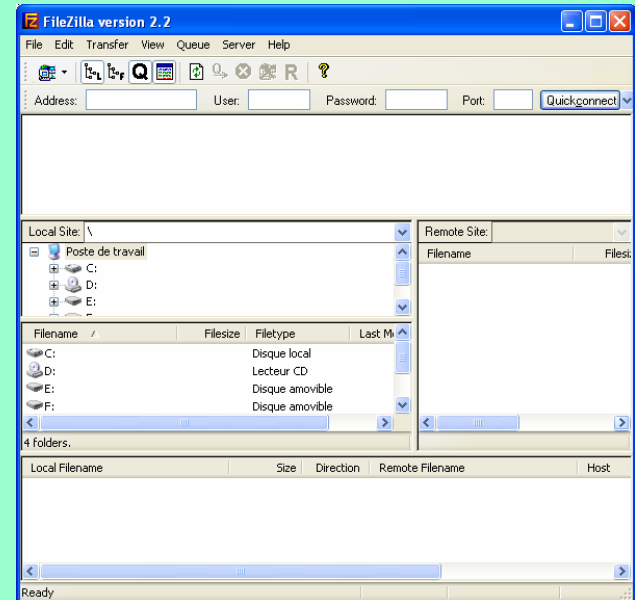 FileZilla version 2.2
File Edit Transfer View Queue Server Help
L F Q R ?
Address: User: Password: Port: Quickconnect
Local Site: \ Remote Site:
Poste de travail
C:
D:
E:
Filename Filesize
Filename / Filesize Filetype Last M
C: Disque local
D: Lecteur CD
E: Disque amovible
F: Disque amovible
4 folders.
Local Filename Size Direction Remote Filename Host
Ready